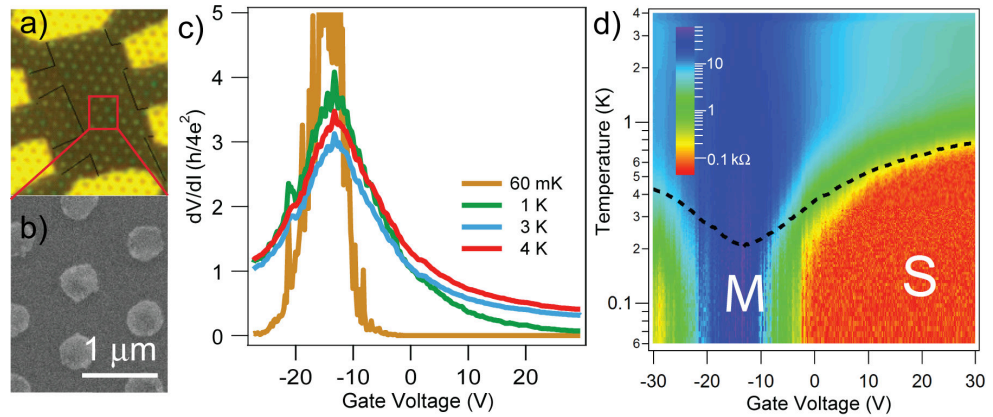 a)
b)
1 μm
c)
5
4
3
2
1
0
dV/dI (h/4e²)
60 mK
1 K
3 K
4 K
-20
-10
0
10
20
Gate Voltage (V)
d)
4
3
2
1
6
4
3
2
0.1
6
Temperature (K)
10
1
0.1 kΩ
M
S
-30
-20
-10
0
10
20
30
Gate Voltage (V)